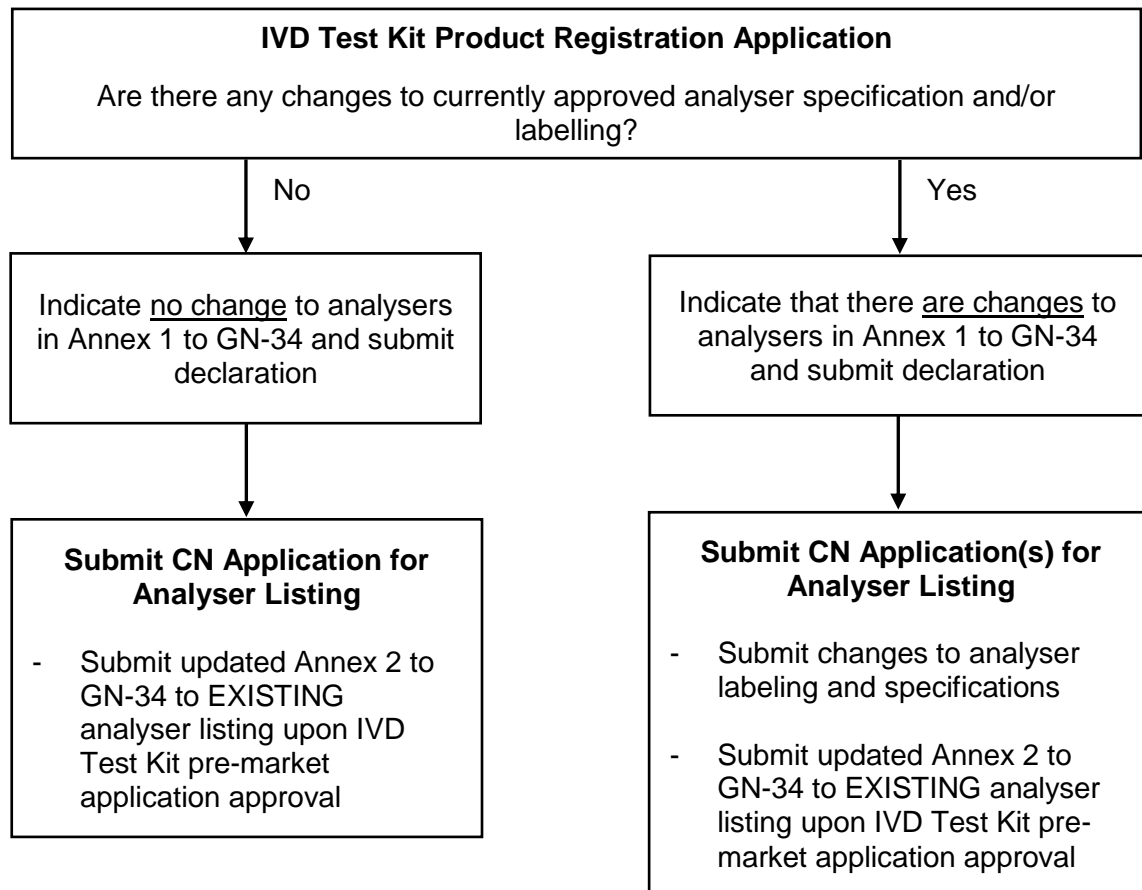 IVD Test Kit Product Registration Application
Are there any changes to currently approved analyser specification and/or
labelling?
No
Yes
Indicate no change to analysers
in Annex 1 to GN-34 and submit
declaration
Indicate that there are changes to
analysers in Annex 1 to GN-34
and submit declaration
Submit CN Application for
Analyser Listing
- Submit updated Annex 2 to
GN-34 to EXISTING
analyser listing upon IVD
Test Kit pre-market
application approval
Submit CN Application(s) for
Analyser Listing
- Submit changes to analyser
labeling and specifications
- Submit updated Annex 2 to
GN-34 to EXISTING analyser
listing upon IVD Test Kit pre-
market application approval